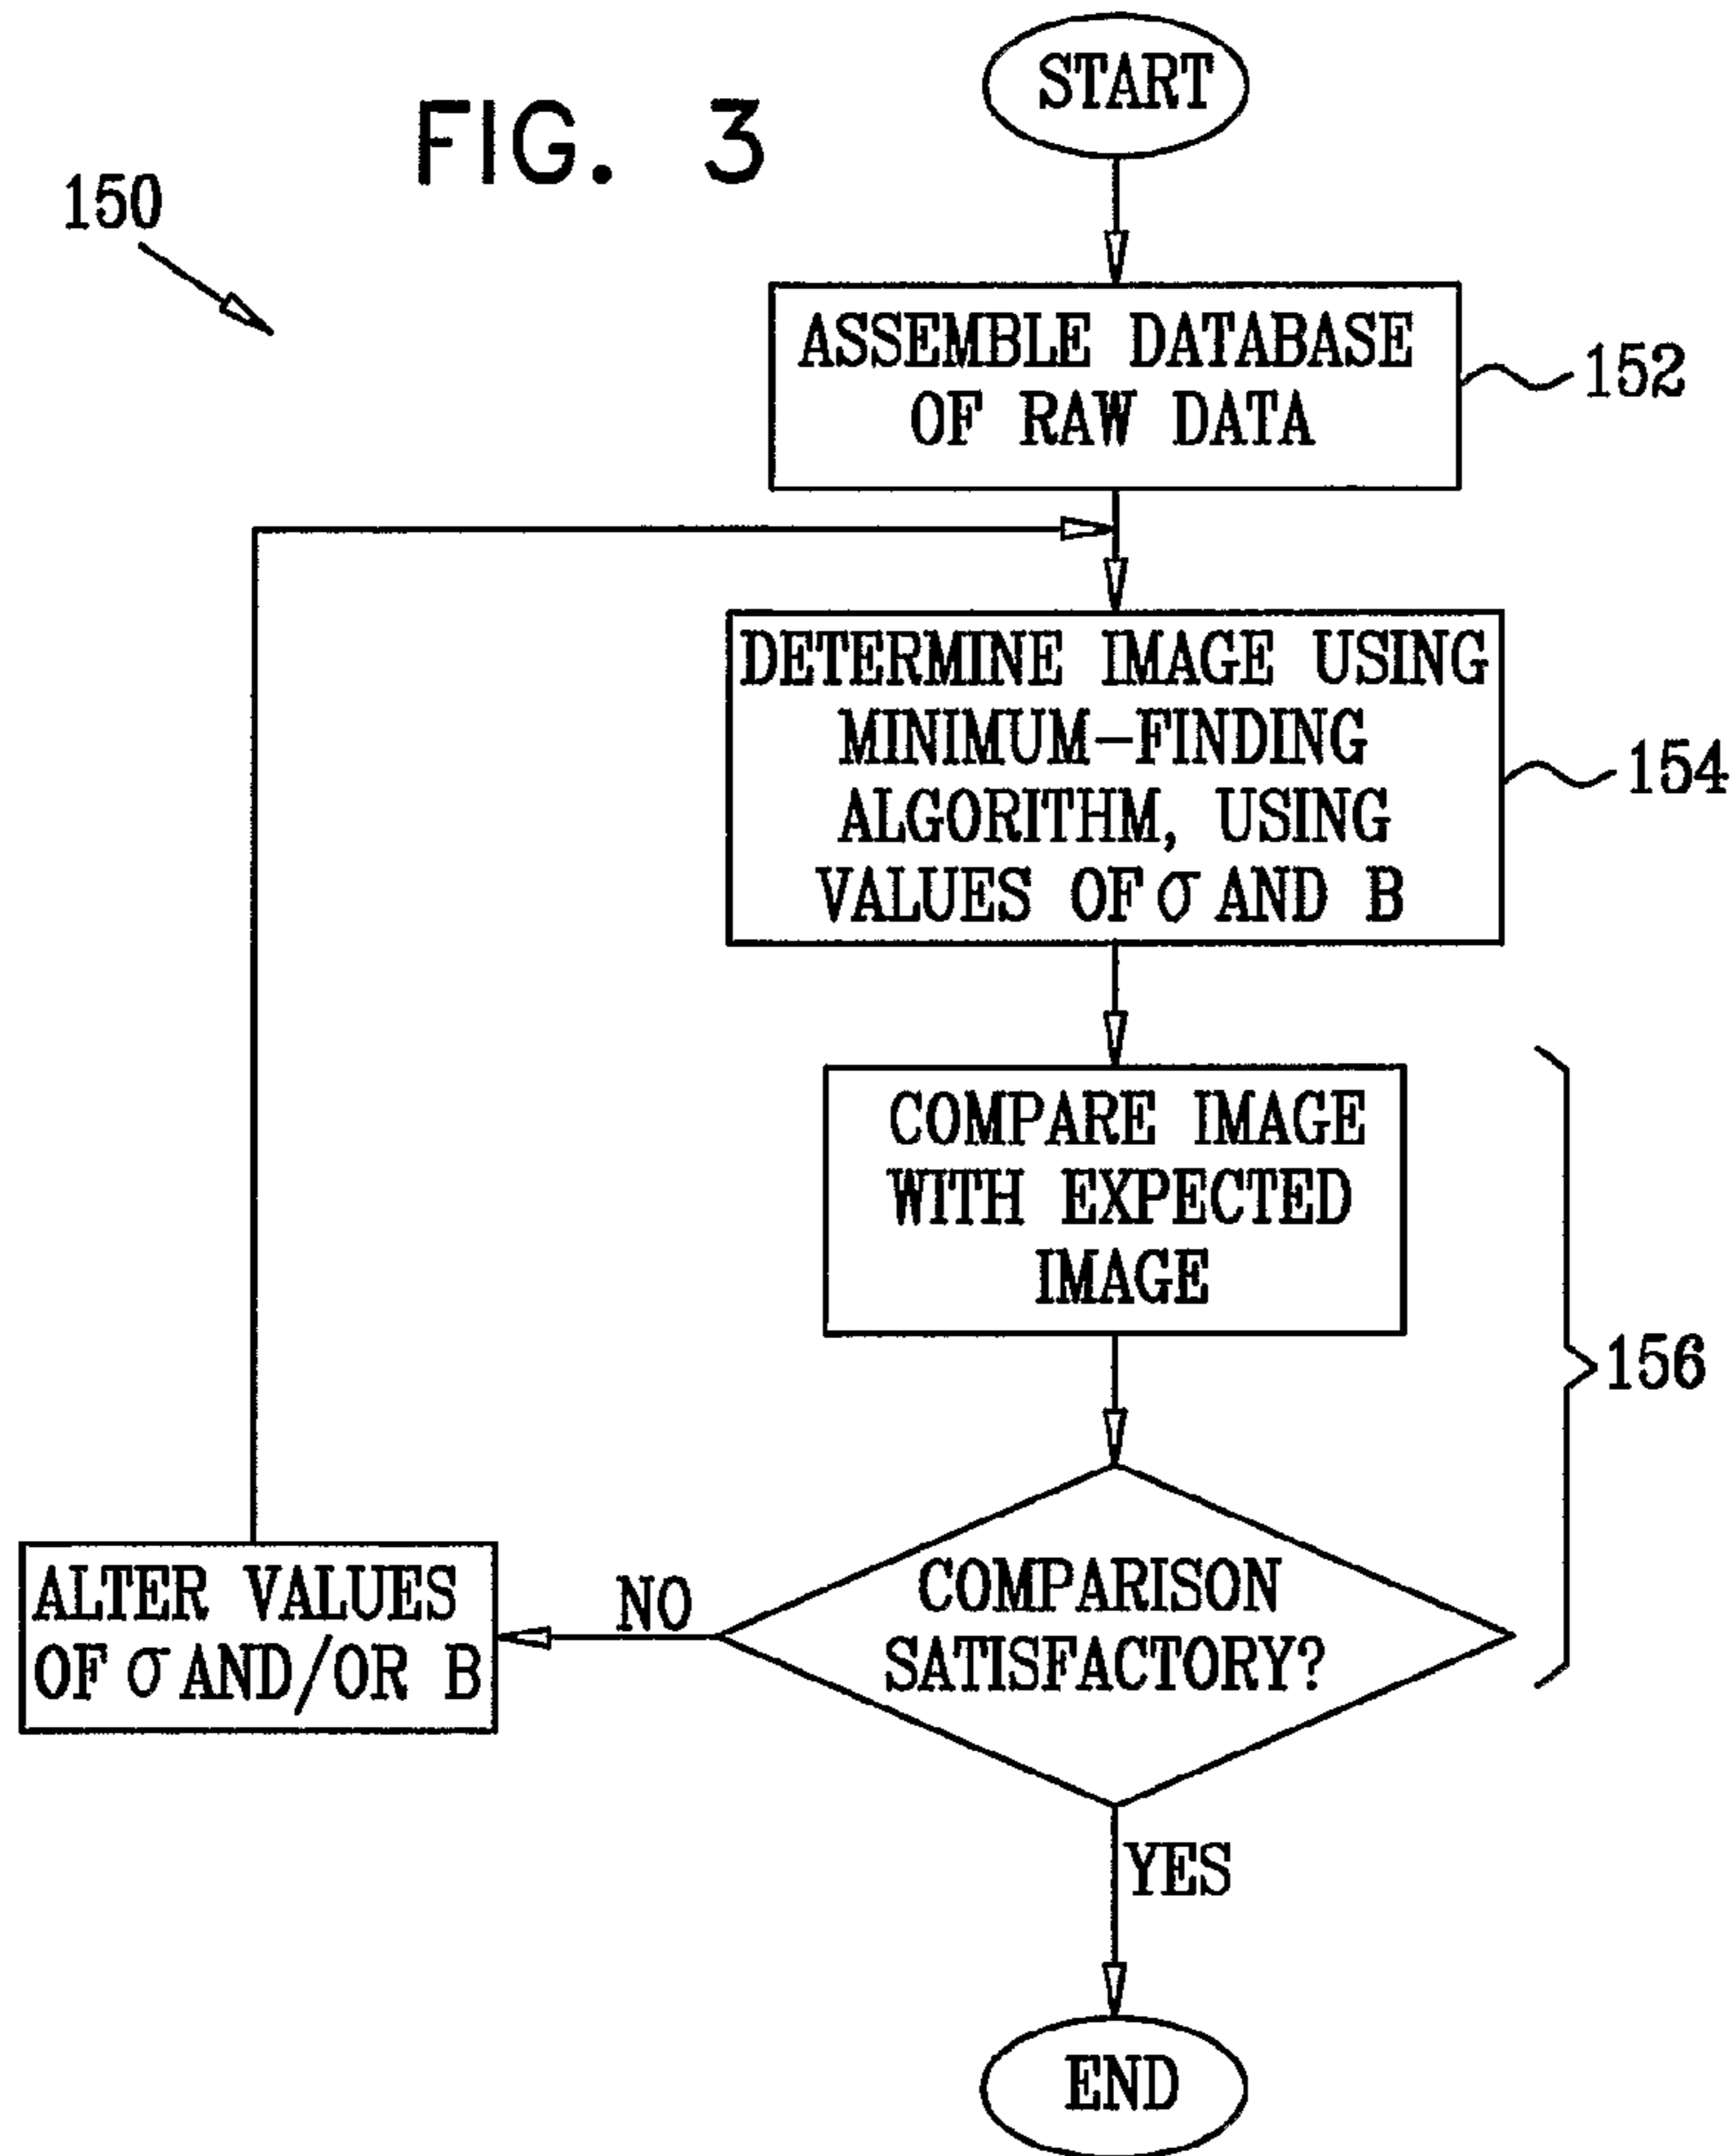 FIG. 3
150
START
ASSEMBLE DATABASE
OF RAW DATA
152
DETERMINE IMAGE USING
MINIMUM-FINDING
ALGORITHM, USING
VALUES OF σ AND B
154
COMPARE IMAGE
WITH EXPECTED
IMAGE
156
COMPARISON
SATISFACTORY?
NO
ALTER VALUES
OF σ AND/OR B
YES
END